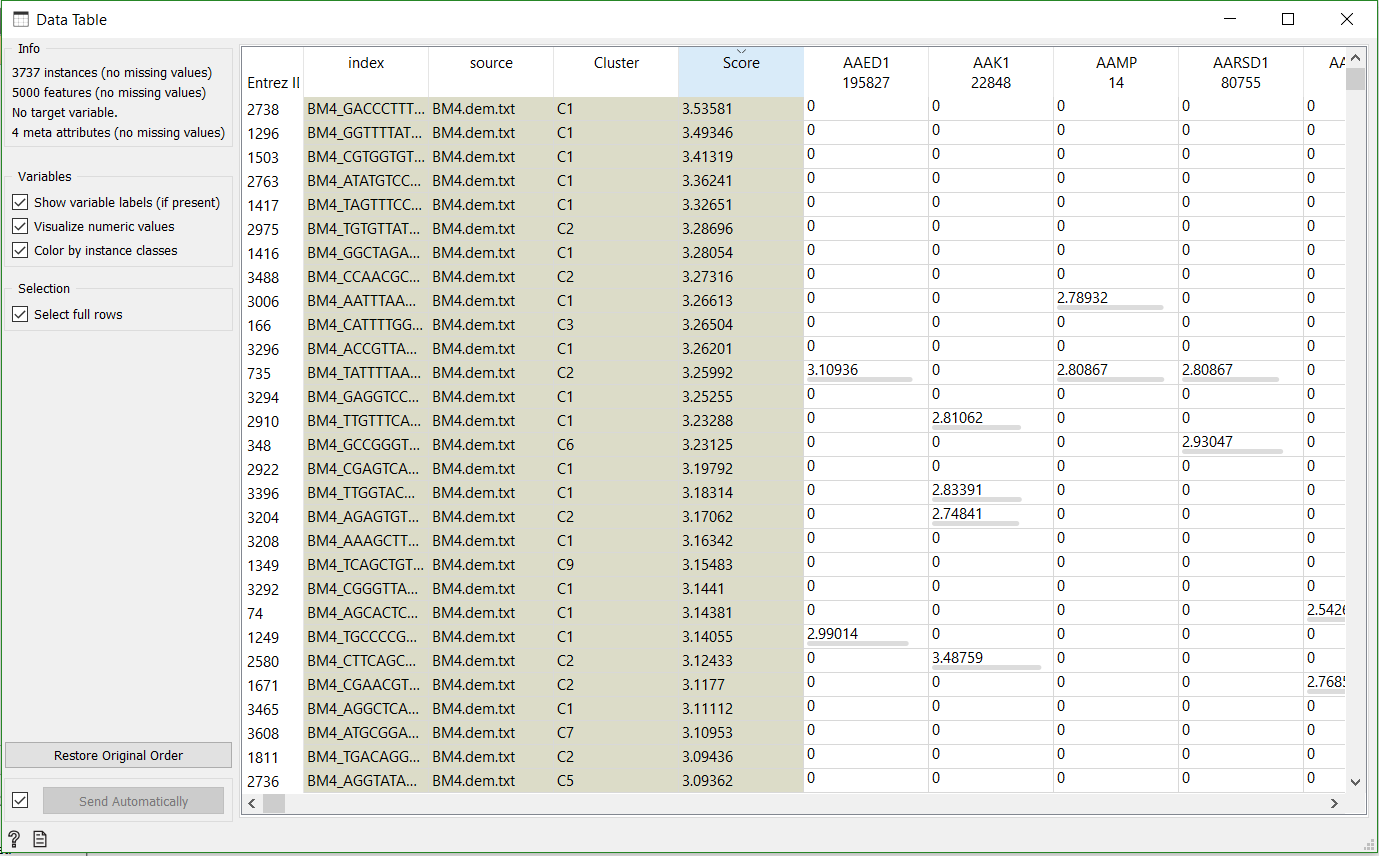 Data Table
Info
3737 instances (no missing values)
5000 features (no missing values)
No target variable.
4 meta attributes (no missing values)
Variables
Show variable labels (if present)
Visualize numeric values
Color by instance classes
Selection
Select full rows
Restore Original Order
Send Automatically
index source Cluster Score AAED1 AAK1 AAMP AARSD1
Entrez II 195827 22848 14 80755
2738 BM4_GACCCTTT... BM4.dem.txt C1 3.53581 0 0 0 0 0
1296 BM4_GGTTTTAT... BM4.dem.txt C1 3.49346 0 0 0 0 0
1503 BM4_CGTGGTGT... BM4.dem.txt C1 3.41319 0 0 0 0 0
2763 BM4_ATATGTCC... BM4.dem.txt C1 3.36241 0 0 0 0 0
1417 BM4_TAGTTTCC... BM4.dem.txt C1 3.32651 0 0 0 0 0
2975 BM4_TGTGTTAT... BM4.dem.txt C2 3.28696 0 0 0 0 0
1416 BM4_GGCTAGA... BM4.dem.txt C1 3.28054 0 0 0 0 0
3488 BM4_CCAACGC... BM4.dem.txt C2 3.27316 0 0 0 0 0
3006 BM4_AATTTAA... BM4.dem.txt C1 3.26613 0 0 2.78932 0 0
166 BM4_CATTTTGG... BM4.dem.txt C3 3.26504 0 0 0 0 0
3296 BM4_ACCGTTA... BM4.dem.txt C1 3.26201 0 0 0 0 0
735 BM4_TATTTTAA... BM4.dem.txt C2 3.25992 3.10936 0 2.80867 2.80867 0
3294 BM4_GAGGTCC... BM4.dem.txt C1 3.25255 0 0 0 0 0
2910 BM4_TTGTTTCA... BM4.dem.txt C1 3.23288 0 2.81062 0 0 0
348 BM4_GCCGGGT... BM4.dem.txt C6 3.23125 0 0 0 2.93047 0
2922 BM4_CGAGTCA... BM4.dem.txt C1 3.19792 0 0 0 0 0
3396 BM4_TTGGTAC... BM4.dem.txt C1 3.18314 0 2.83391 0 0 0
3204 BM4_AGAGTGT... BM4.dem.txt C2 3.17062 0 2.74841 0 0 0
3208 BM4_AAAGCTT... BM4.dem.txt C1 3.16342 0 0 0 0 0
1349 BM4_TCAGCTGT... BM4.dem.txt C9 3.15483 0 0 0 0 0
3292 BM4_CGGGTTA... BM4.dem.txt C1 3.1441 0 0 0 0 0
74 BM4_AGCACTC... BM4.dem.txt C1 3.14381 0 0 0 0 2.542
1249 BM4_TGCCCCG... BM4.dem.txt C1 3.14055 2.99014 0 0 0 0
2580 BM4_CTTCAGC... BM4.dem.txt C2 3.12433 0 3.48759 0 0 0
1671 BM4_CGAACGT... BM4.dem.txt C2 3.1177 0 0 0 0 2.768
3465 BM4_AGGCTCA... BM4.dem.txt C1 3.11112 0 0 0 0 0
3608 BM4_ATGCGGA... BM4.dem.txt C7 3.10953 0 0 0 0 0
1811 BM4_TGACAGG... BM4.dem.txt C2 3.09436 0 0 0 0 0
2736 BM4_AGGTATA... BM4.dem.txt C5 3.09362 0 0 0 0 0